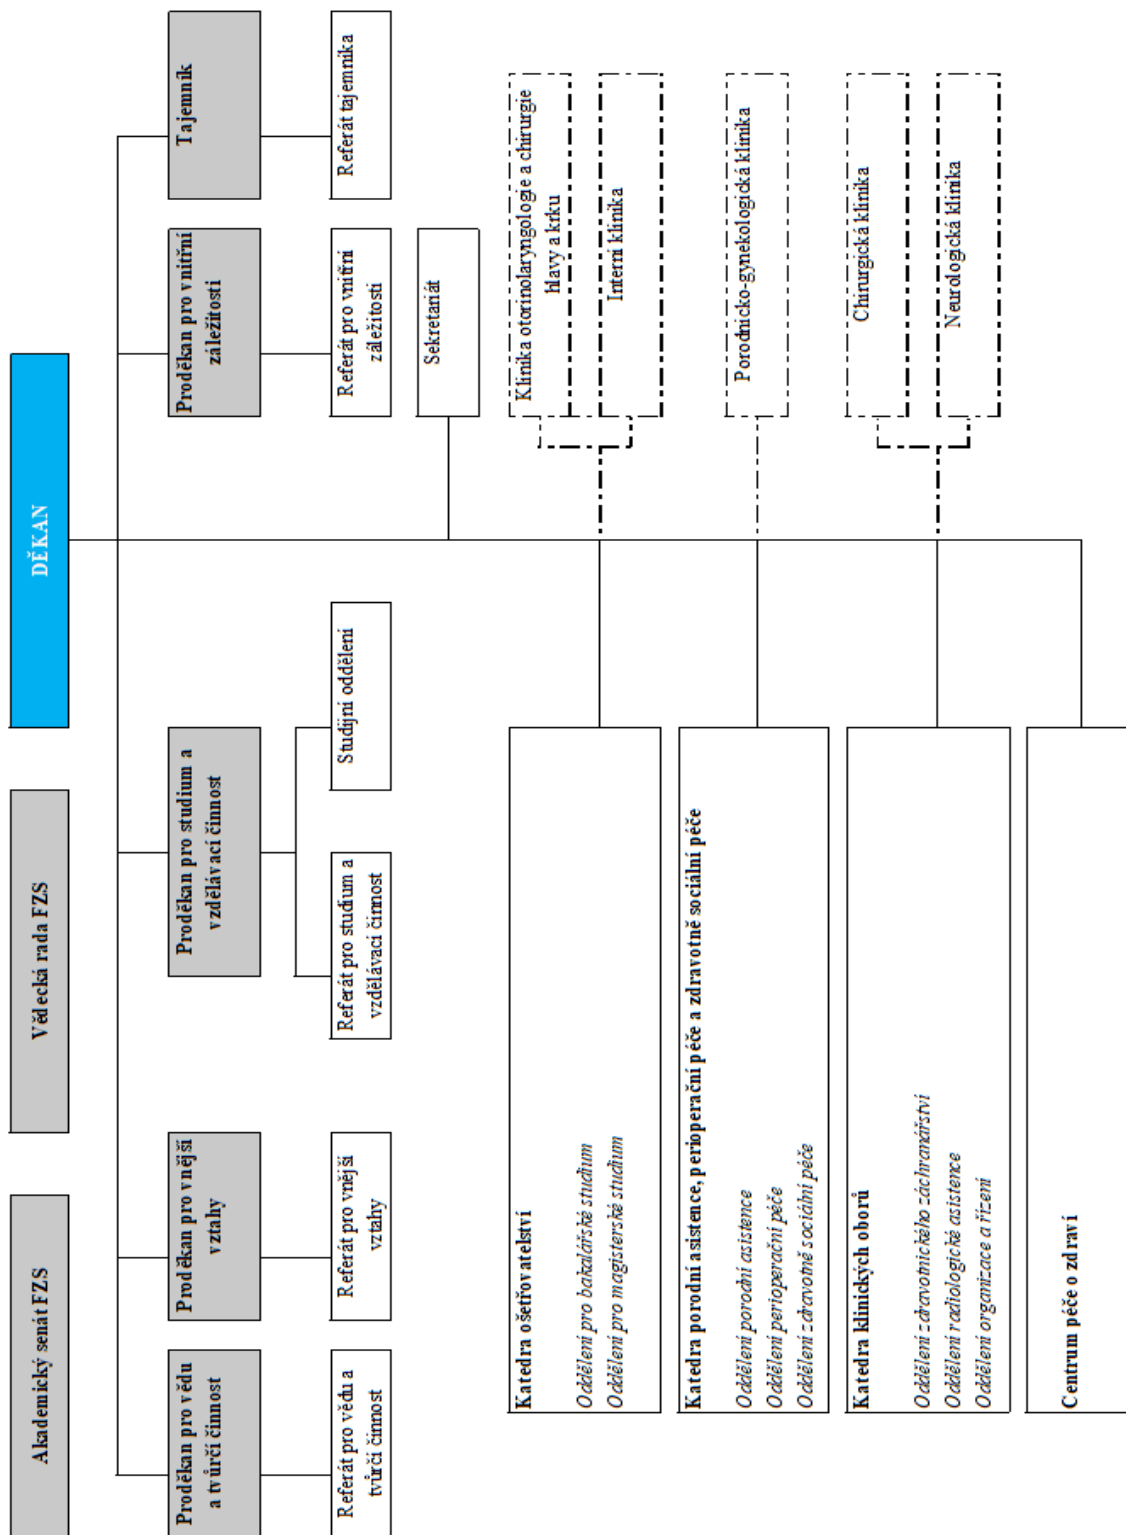 Akademický senát FZS
Vědecká rada FZS
DĚKAN
Proděkan pro vědu
a tvůrčí činnost
Proděkan pro vnější
vztahy
Proděkan pro studium a
vzdělávací činnost
Proděkan pro vnitřní
záležitosti
Tajemník
Referát pro vědu a
tvůrčí činnost
Referát pro vnější
vztahy
Referát pro studium a
vzdělávací činnost
Studijní oddělení
Referát pro vnitřní
záležitosti
Referát tajemníka
Sekretariát
Katedra ošetřovatelství
Oddělení pro bakalářské studium
Oddělení pro magisterské studium
Klinika otorinolaryngologie a chirurgie
hlavy a krku
Interní klinika
Katedra porodní asistence, perioperační péče a zdravotně sociální péče
Oddělení porodní asistence
Oddělení perioperační péče
Oddělení zdravotně sociální péče
Porodnicko-gynekologická klinika
Katedra klinických oborů
Oddělení zdravotnického záchranářství
Oddělení radiologické asistence
Oddělení organizace a řízení
Chirurgická klinika
Neurologická klinika
Centrum péče o zdraví